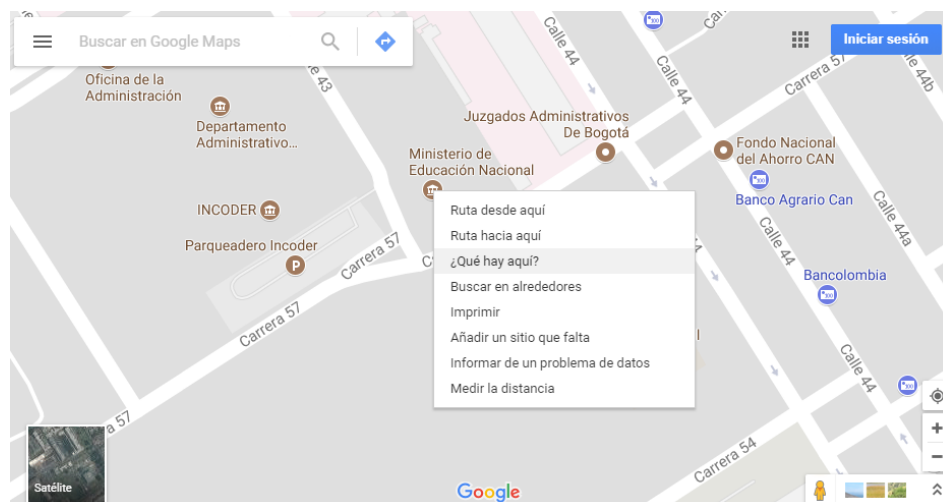 Buscar en Google Maps
Iniciar sesión
Calle 44
Calle 44
Carrera 5
lle 44b
e 43
Oficina de la
Administración
Departamento
Administrativo...
Juzgados Administrativos
De Bogotá
Ministerio de
Educación Nacional
Fondo Nacional
del Ahorro CAN
Banco Agrario Can
INCODER
Parqueadero Incoder
P
Carrera 57
C
Calle 44
Calle 44a
Bancolombia
Ruta desde aquí
Ruta hacia aquí
¿Qué hay aquí?
Buscar en alrededores
Imprimir
Añadir un sitio que falta
Informar de un problema de datos
Medir la distancia
44
l
Carrera 57
Calle 44
a 57
Carrera 54
Satélite
Google